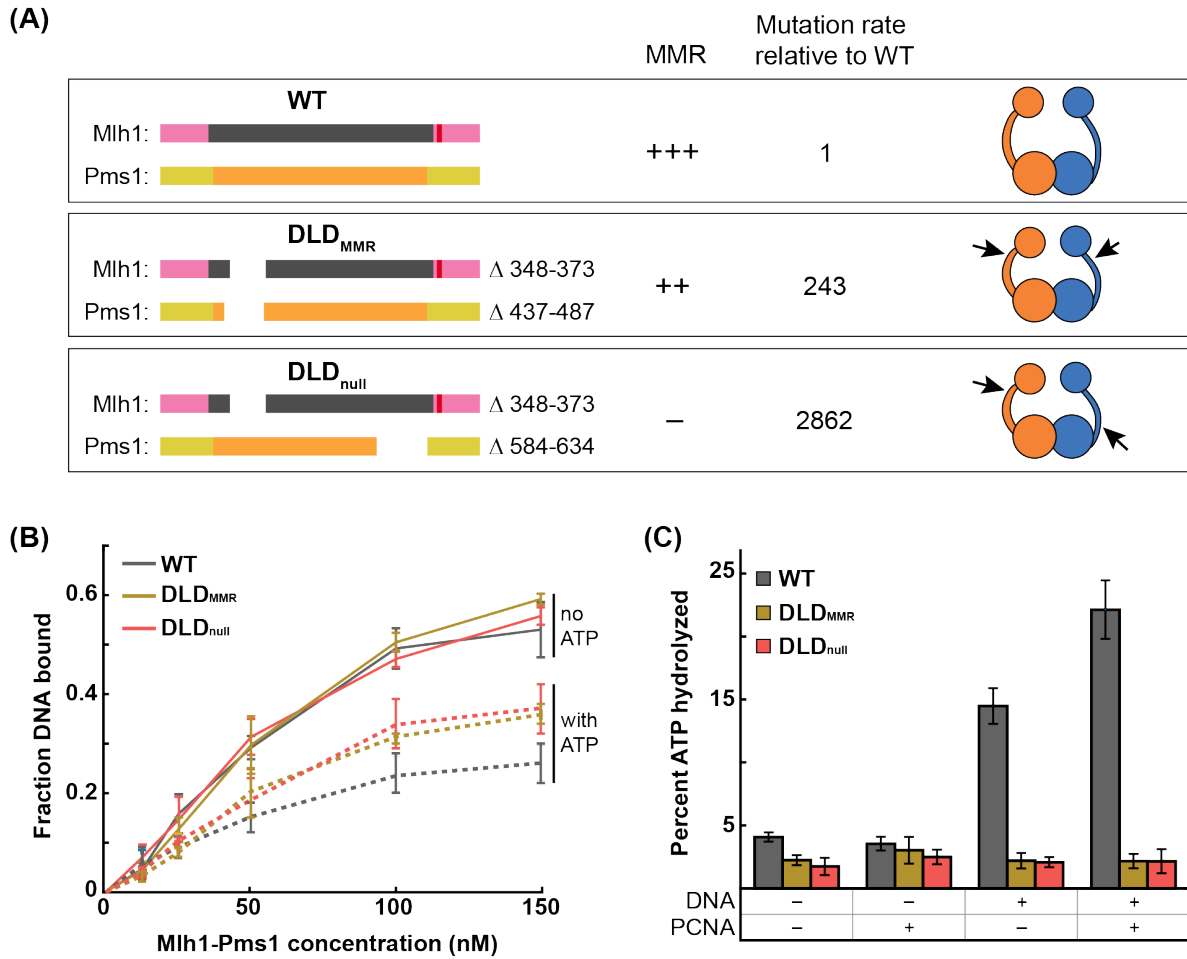 (A)
MMR
Mutation rate
relative to WT
WT
Mlh1:
Pms1:
+++
1
DLDMMR
Mlh1:
Δ 348-373
Pms1:
Δ 437-487
++
243
DLDnull
Mlh1:
Δ 348-373
Pms1:
Δ 584-634
–
2862
(B)
WT
DLDMMR
DLDnull
no
ATP
with
ATP
Fraction DNA bound
0.6
0.4
0.2
0
0
50
100
150
Mlh1-Pms1 concentration (nM)
(C)
WT
DLDMMR
DLDnull
Percent ATP hydrolyzed
25
15
5
DNA – – + +
PCNA – + – +